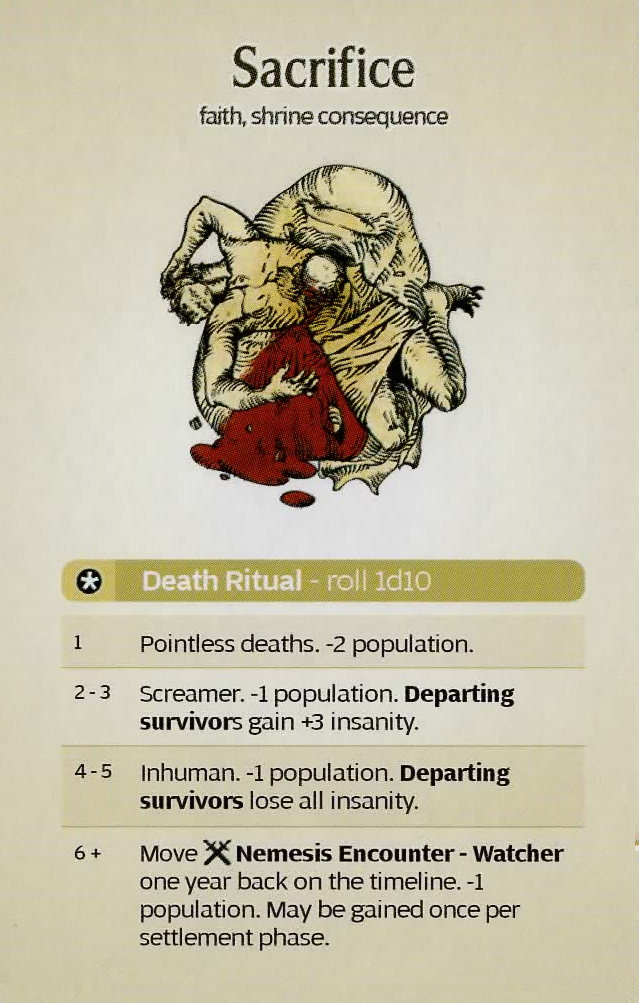 Sacrifice
faith, shrine consequence
Death Ritual - roll 1d10
1 Pointless deaths. -2 population.
2-3 Screamer. -1 population. Departing
survivors gain +3 insanity.
4-5 Inhuman. -1 population. Departing
survivors lose all insanity.
6+ Move Nemesis Encounter - Watcher
one year back on the timeline. -1
population. May be gained once per
settlement phase.